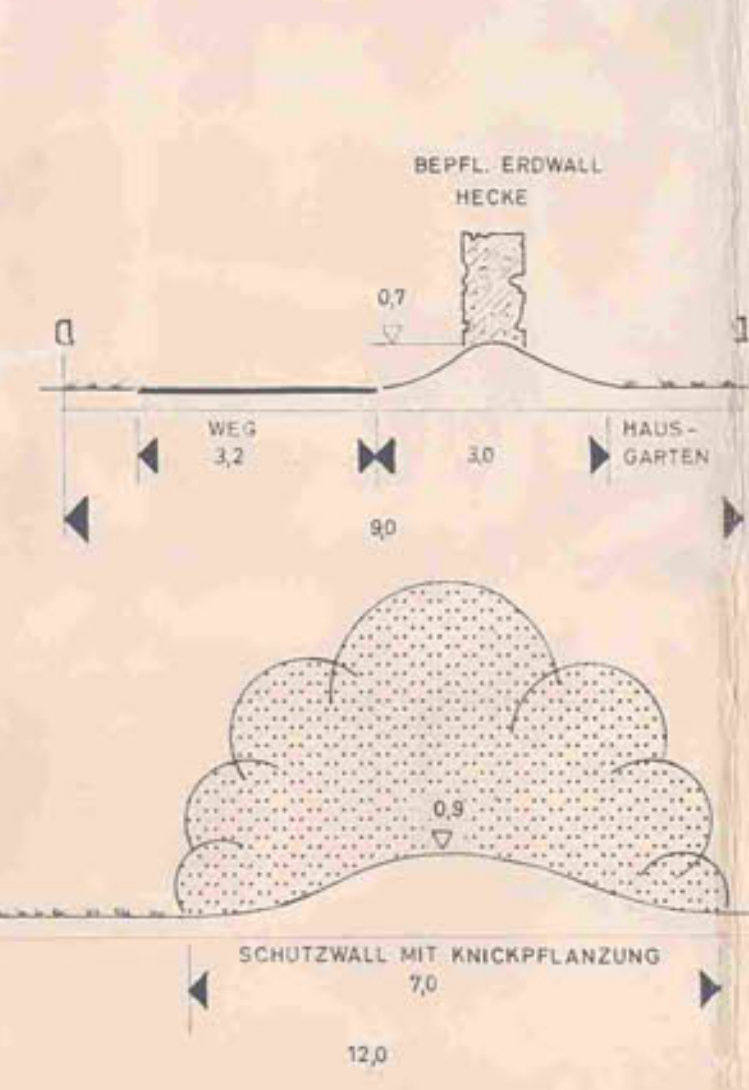 BEPFL. ERDWALL
HECKE
0,7
WEG
3,2
3,0
HAUS-
GARTEN
9,0
0,9
SCHUTZWALL MIT KNICKPFLANZUNG
7,0
12,0